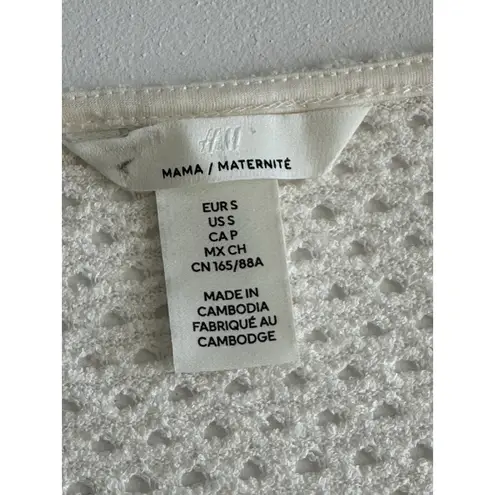 H&M
MAMA / MATERNITÉ
EUR S
US S
CA P
MX CH
CN 165/88A
MADE IN
CAMBODIA
FABRIQUÉ AU
CAMBODGE